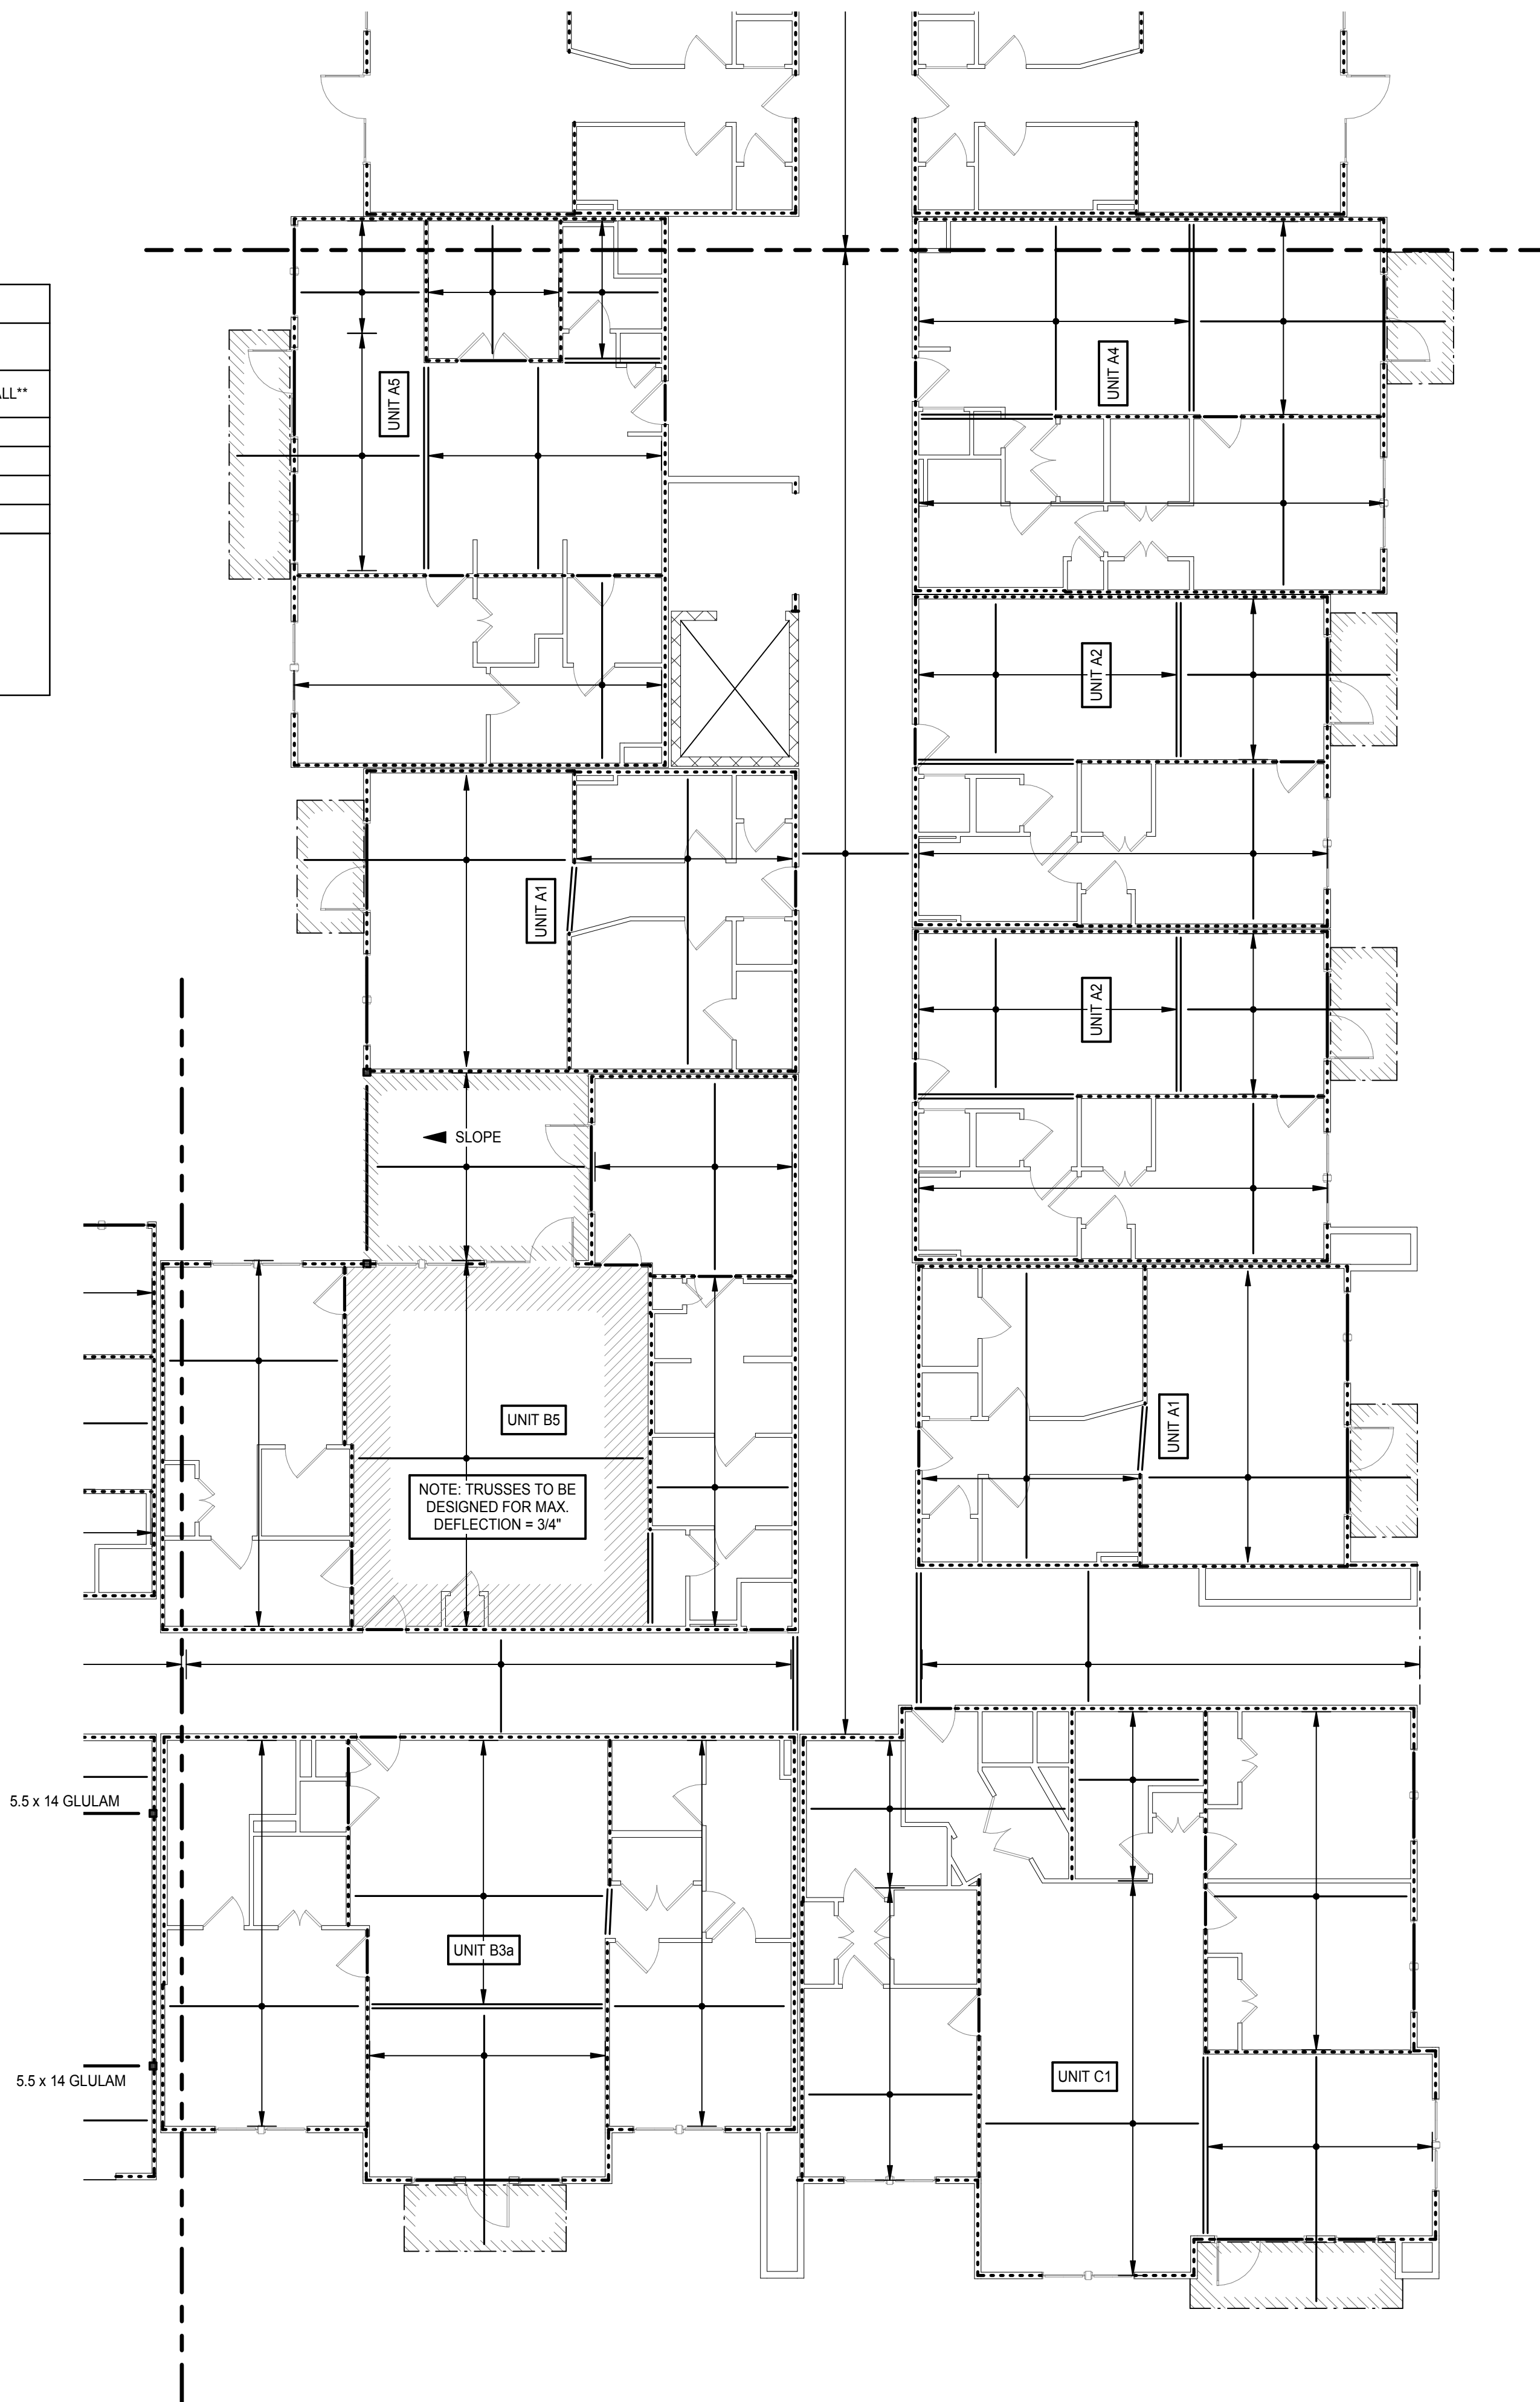 ALL**
UNIT A5
UNIT A4
UNIT A2
UNIT A1
UNIT A2
SLOPE
UNIT B5
UNIT A1
NOTE: TRUSSES TO BE
DESIGNED FOR MAX.
DEFLECTION = 3/4"
5.5 x 14 GLULAM
UNIT B3a
UNIT C1
5.5 x 14 GLULAM